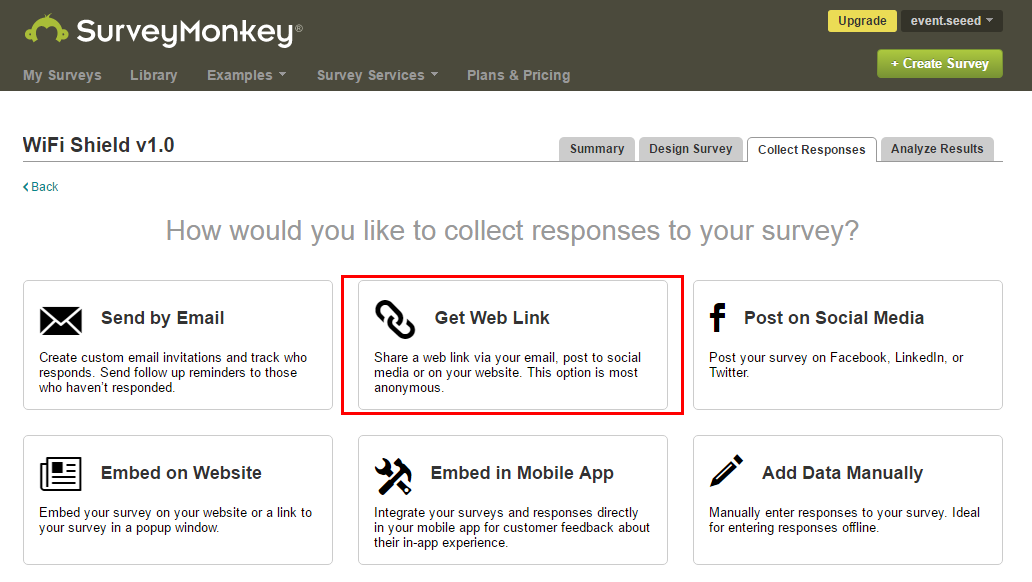 SurveyMonkey®
Upgrade
event.seeed
My Surveys
Library
Examples
Survey Services
Plans & Pricing
+ Create Survey
WiFi Shield v1.0
Summary
Design Survey
Collect Responses
Analyze Results
Back
How would you like to collect responses to your survey?
Send by Email
Create custom email invitations and track who
responds. Send follow up reminders to those
who haven't responded.
Get Web Link
Share a web link via your email, post to social
media or on your website. This option is most
anonymous.
f
Post on Social Media
Post your survey on Facebook, LinkedIn, or
Twitter.
Embed on Website
Embed your survey on your website or a link to
your survey in a popup window.
Embed in Mobile App
Integrate your surveys and responses directly
in your mobile app for customer feedback about
their in-app experience.
Add Data Manually
Manually enter responses to your survey. Ideal
for entering responses offline.